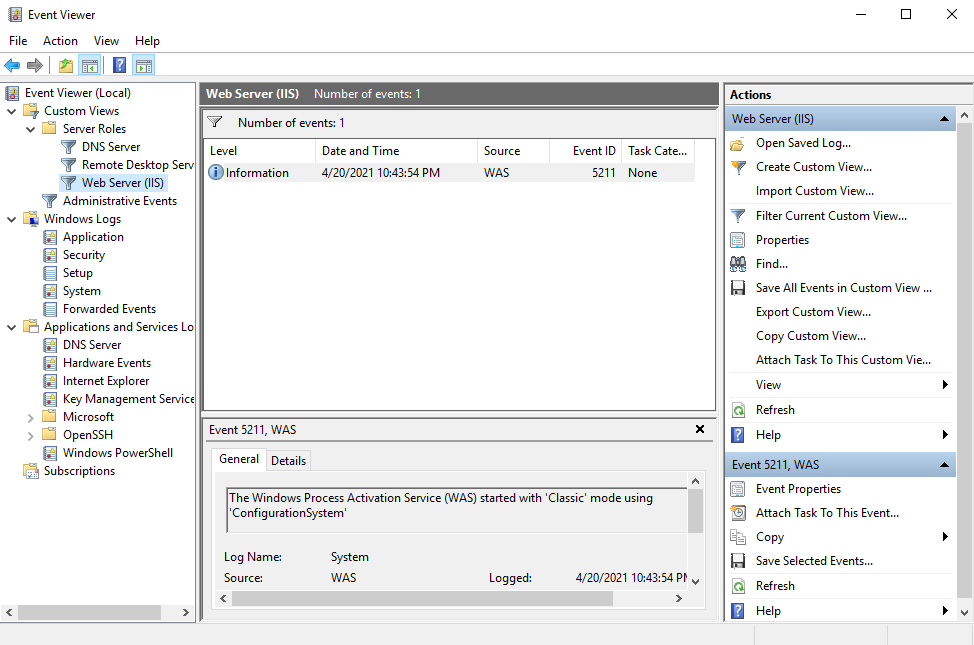 Event Viewer
File Action View Help
Event Viewer (Local)
Custom Views
Server Roles
DNS Server
Remote Desktop Serv
Web Server (IIS)
Administrative Events
Windows Logs
Application
Security
Setup
System
Forwarded Events
Applications and Services Lo
DNS Server
Hardware Events
Internet Explorer
Key Management Service
Microsoft
OpenSSH
Windows PowerShell
Subscriptions
Web Server (IIS) Number of events: 1
Number of events: 1
Level Date and Time Source Event ID Task Cate...
Information 4/20/2021 10:43:54 PM WAS 5211 None
Event 5211, WAS
General Details
The Windows Process Activation Service (WAS) started with 'Classic' mode using
'ConfigurationSystem'
Log Name: System
Source: WAS Logged: 4/20/2021 10:43:54 PM
Actions
Web Server (IIS)
Open Saved Log...
Create Custom View...
Import Custom View...
Filter Current Custom View...
Properties
Find...
Save All Events in Custom View ...
Export Custom View...
Copy Custom View...
Attach Task To This Custom Vie...
View
Refresh
Help
Event 5211, WAS
Event Properties
Attach Task To This Event...
Copy
Save Selected Events...
Refresh
Help